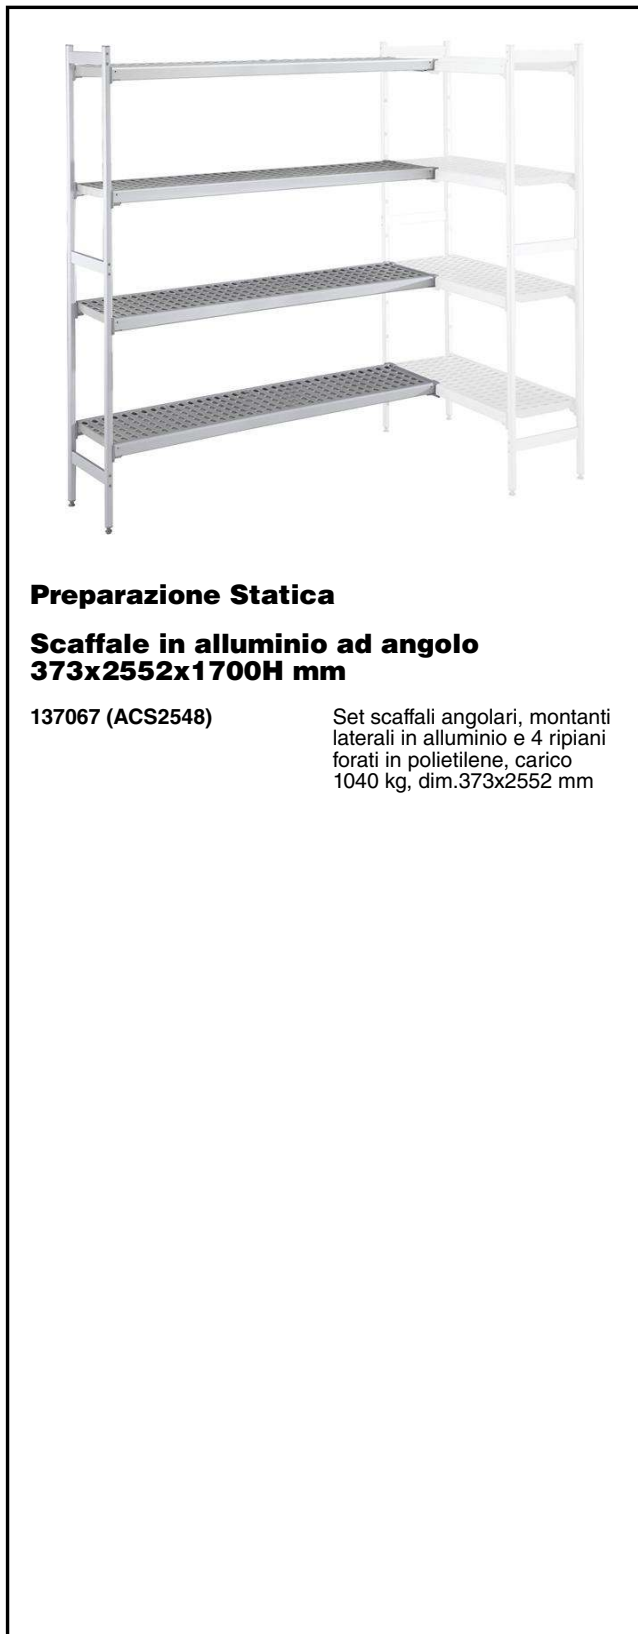 Preparazione Statica
Scaffale in alluminio ad angolo
373x2552x1700H mm
137067 (ACS2548)
Set scaffali angolari, montanti
laterali in alluminio e 4 ripiani
forati in polietilene, carico
1040 kg, dim.373x2552 mm